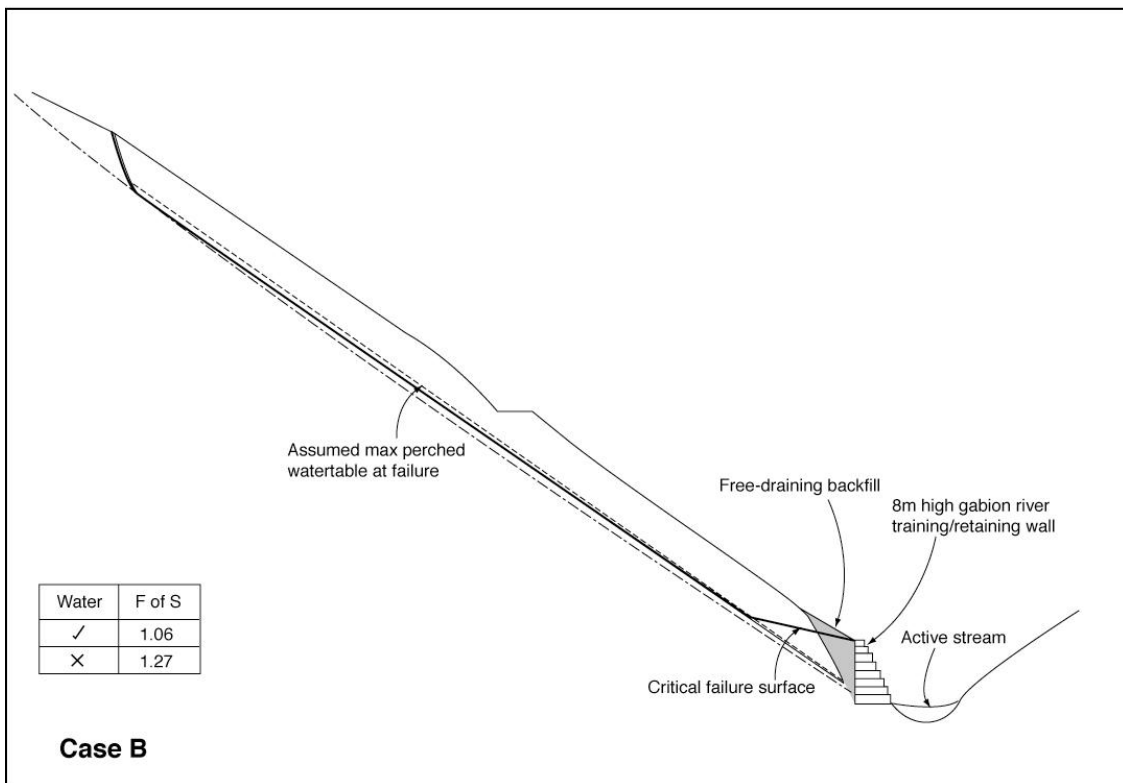 Assumed max perched
watertable at failure
Free-draining backfill
8m high gabion river
training/retaining wall
Active stream
Critical failure surface
Water F of S
✓ 1.06
✕ 1.27
Case B